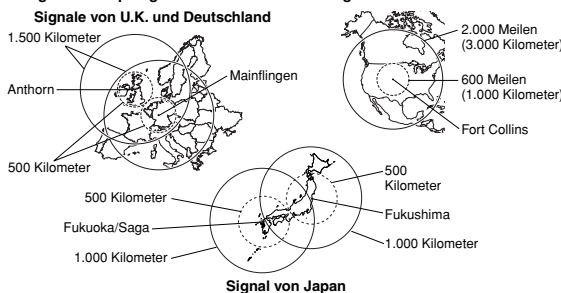 Signale von U.K. und Deutschland
1.500 Kilometer
Anthorn
Mainflingen
500 Kilometer
2.000 Meilen
(3.000 Kilometer)
600 Meilen
(1.000 Kilometer)
Fort Collins
500 Kilometer
Fukuoka/Saga
1.000 Kilometer
500
Kilometer
Fukushima
1.000 Kilometer
Signal von Japan